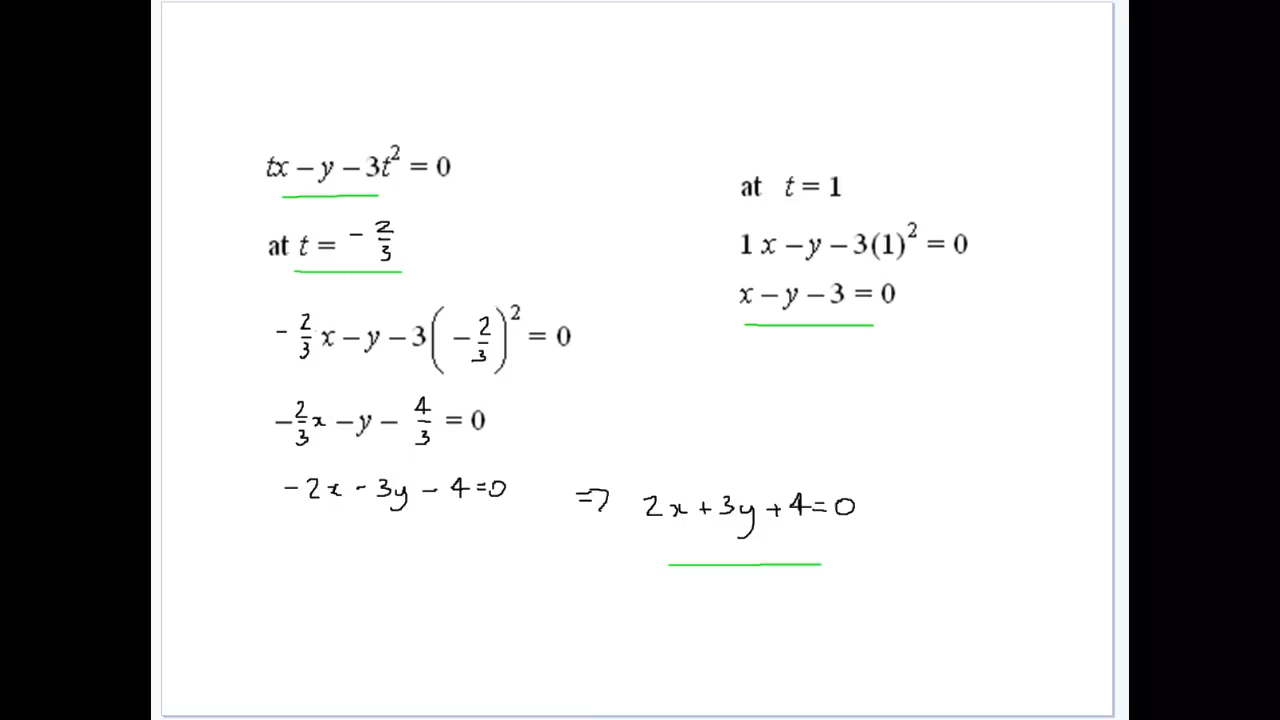 tx – y – 3t² = 0
at t = - 2/3
- 2/3 x – y – 3( - 2/3 )² = 0
- 2/3 x – y – 4/3 = 0
- 2x - 3y - 4 = 0 ⇒ 2x + 3y + 4 = 0
at t = 1
1 x – y – 3(1)² = 0
x – y – 3 = 0